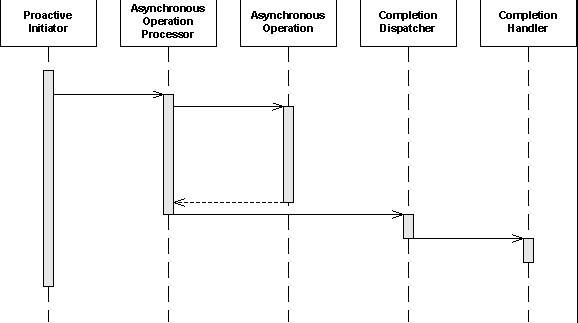 Proactive
Initiator
Asynchronous
Operation
Processor
Asynchronous
Operation
Completion
Dispatcher
Completion
Handler